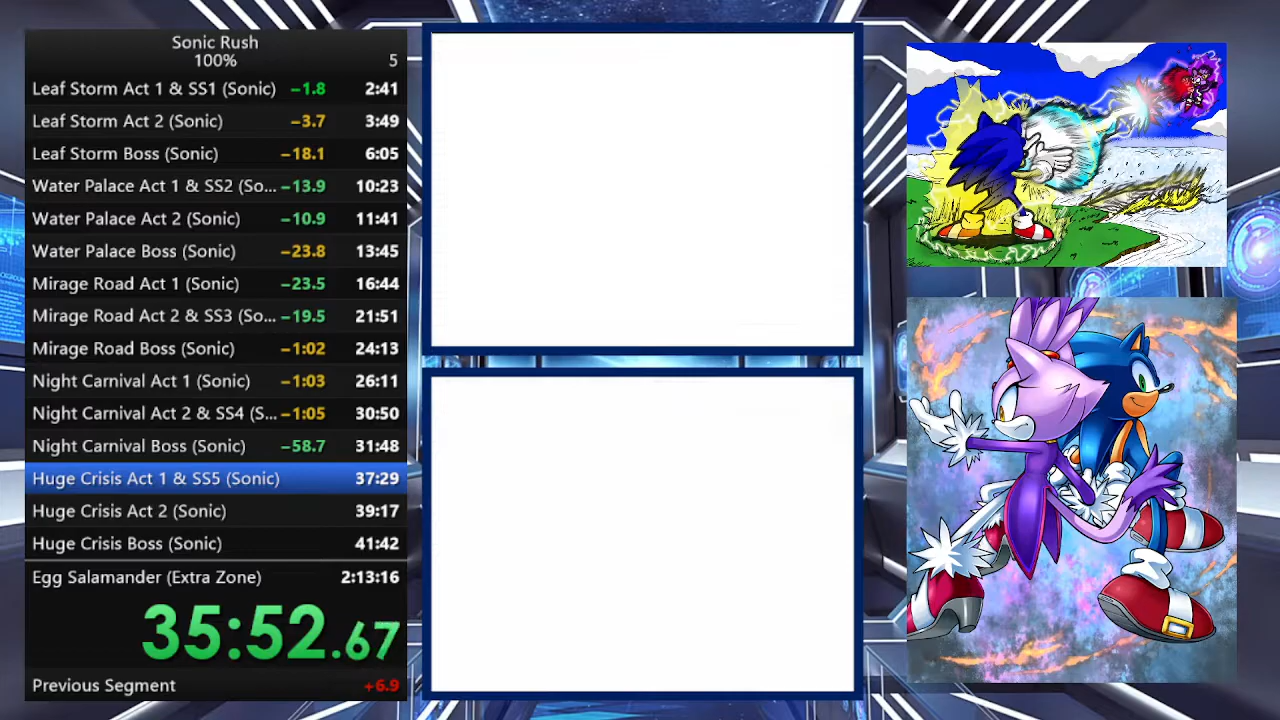 Sonic Rush
100% 5
Leaf Storm Act 1 & SS1 (Sonic) −1.8 2:41
Leaf Storm Act 2 (Sonic) −3.7 3:49
Leaf Storm Boss (Sonic) −18.1 6:05
Water Palace Act 1 & SS2 (So... −13.9 10:23
Water Palace Act 2 (Sonic) −10.9 11:41
Water Palace Boss (Sonic) −23.8 13:45
Mirage Road Act 1 (Sonic) −23.5 16:44
Mirage Road Act 2 & SS3 (So... −19.5 21:51
Mirage Road Boss (Sonic) −1:02 24:13
Night Carnival Act 1 (Sonic) −1:03 26:11
Night Carnival Act 2 & SS4 (S... −1:05 30:50
Night Carnival Boss (Sonic) −58.7 31:48
Huge Crisis Act 1 & SS5 (Sonic) 37:29
Huge Crisis Act 2 (Sonic) 39:17
Huge Crisis Boss (Sonic) 41:42
Egg Salamander (Extra Zone) 2:13:16
35:52.67
Previous Segment +6.9